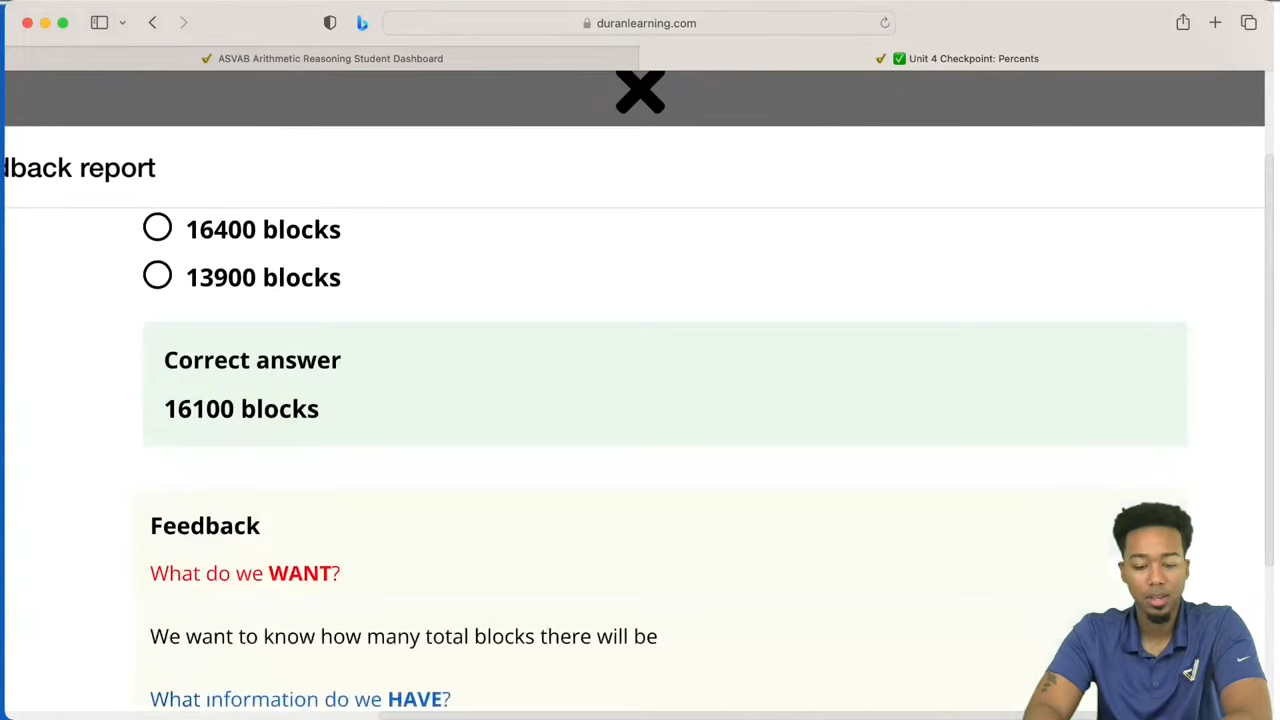 duranlearning.com
ASVAB Arithmetic Reasoning Student Dashboard
Unit 4 Checkpoint: Percents
dback report
16400 blocks
13900 blocks
Correct answer
16100 blocks
Feedback
What do we WANT?
We want to know how many total blocks there will be
What information do we HAVE?